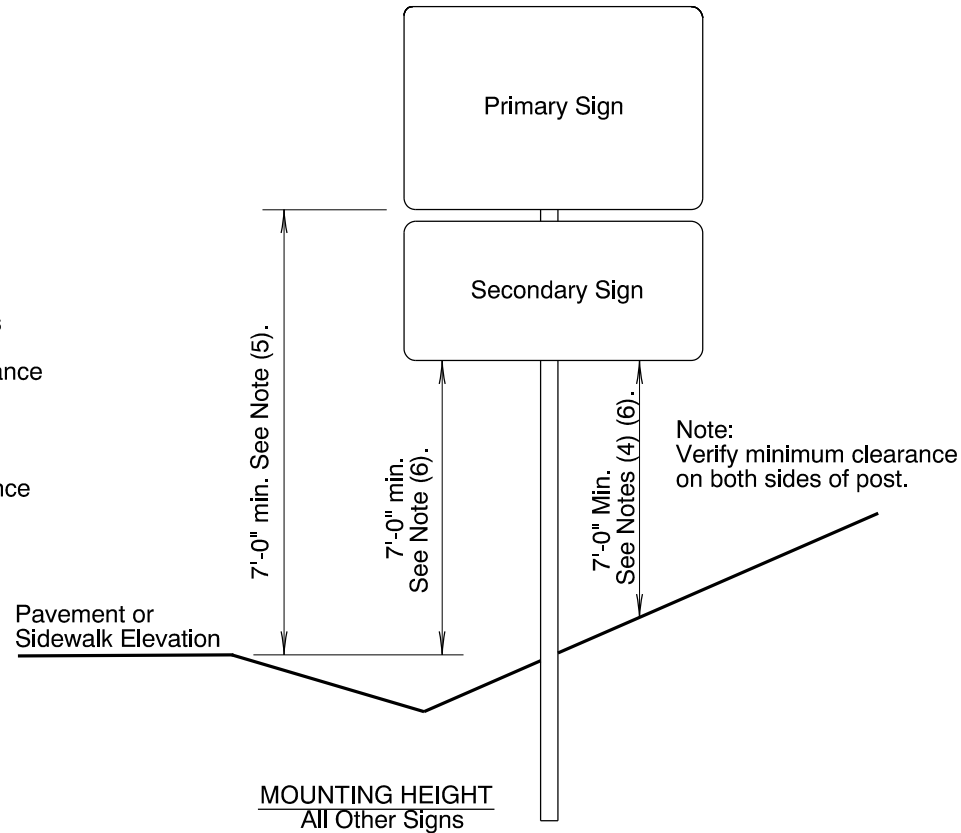 Primary Sign
Secondary Sign
s
ance
nce
7'-0" min. See Note (5).
7'-0" min.
See Note (6).
7'-0" Min.
See Notes (4) (6).
Note:
Verify minimum clearance
on both sides of post.
Pavement or
Sidewalk Elevation
MOUNTING HEIGHT
All Other Signs